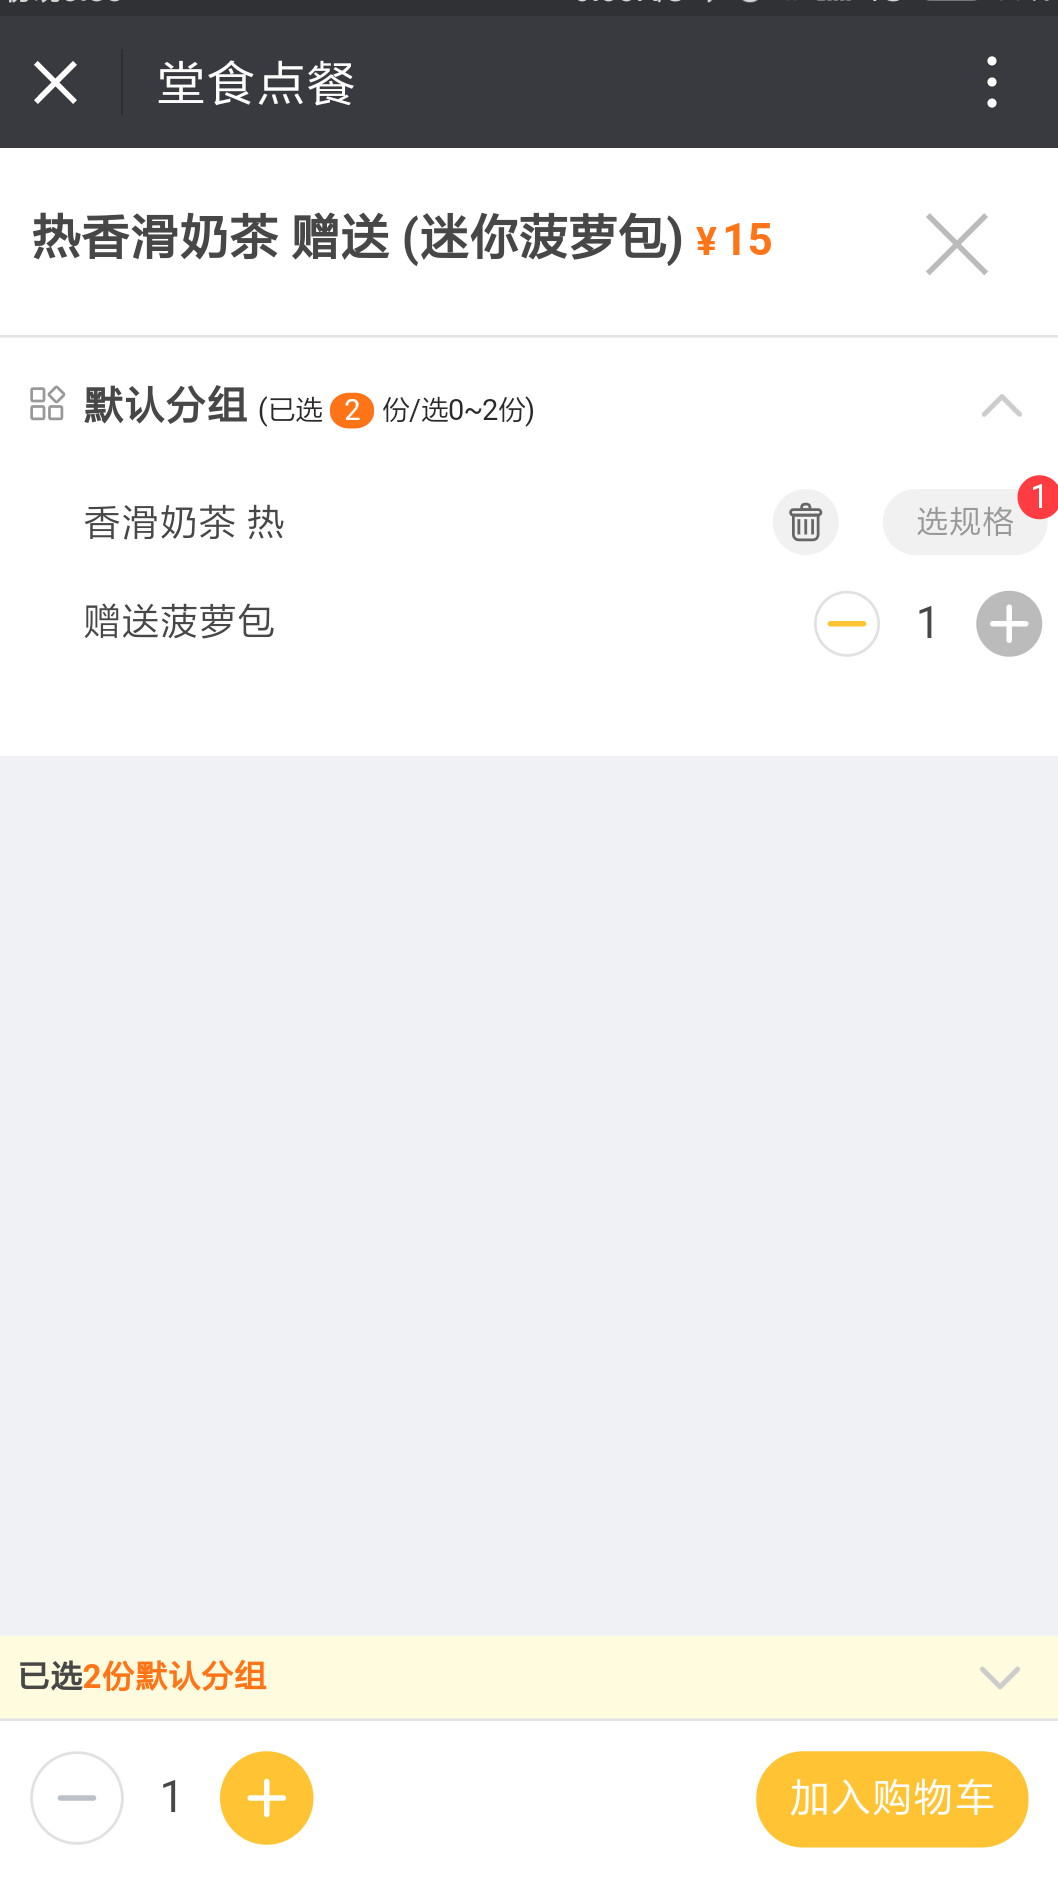 堂食点餐
热香滑奶茶 赠送 (迷你菠萝包) ¥15
默认分组 (已选 2 份/选0~2份)
香滑奶茶 热
选规格 1
赠送菠萝包
1
已选2份默认分组
1
加入购物车